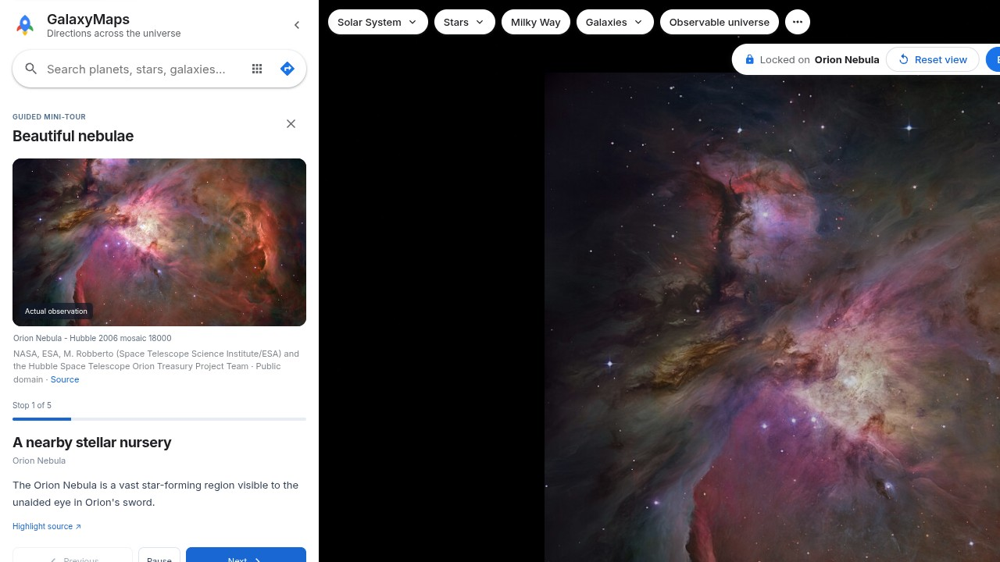 GalaxyMaps
Directions across the universe
Search planets, stars, galaxies...
GUIDED MINI-TOUR
Beautiful nebulae
Actual observation
Orion Nebula - Hubble 2006 mosaic 18000
NASA, ESA, M. Robberto (Space Telescope Science Institute/ESA) and
the Hubble Space Telescope Orion Treasury Project Team · Public
domain · Source
Stop 1 of 5
A nearby stellar nursery
Orion Nebula
The Orion Nebula is a vast star-forming region visible to the
unaided eye in Orion's sword.
Highlight source ↗
Previous
Pause
Next
Solar System
Stars
Milky Way
Galaxies
Observable universe
Locked on Orion Nebula
Reset view